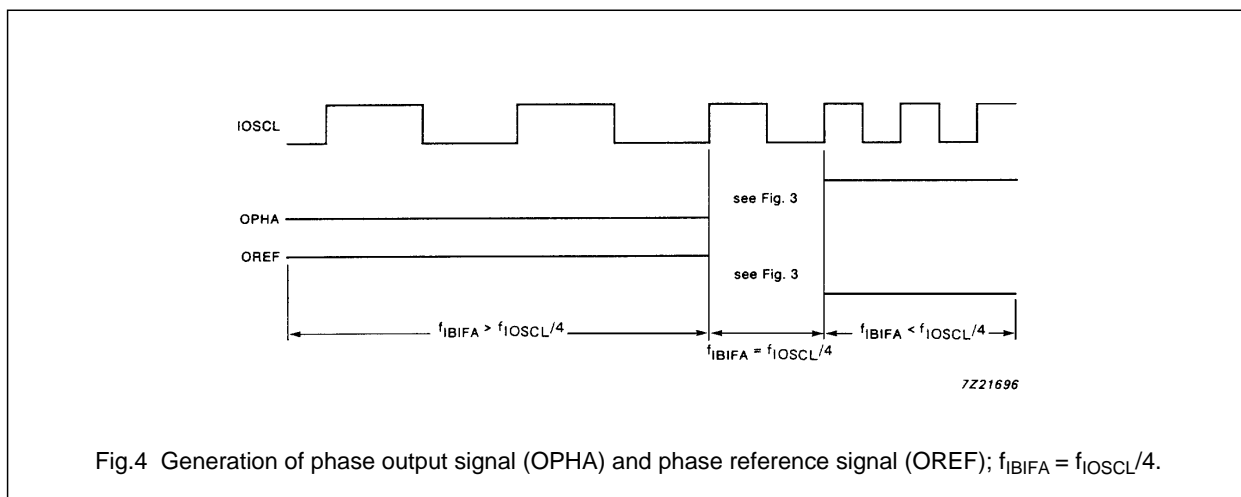 IOSCL
see Fig. 3
OPHA
OREF
see Fig. 3
fIBIFA > fIOSCL/4
fIBIFA < fIOSCL/4
fIBIFA = fIOSCL/4
7Z21696
Fig.4 Generation of phase output signal (OPHA) and phase reference signal (OREF); fIBIFA = fIOSCL/4.